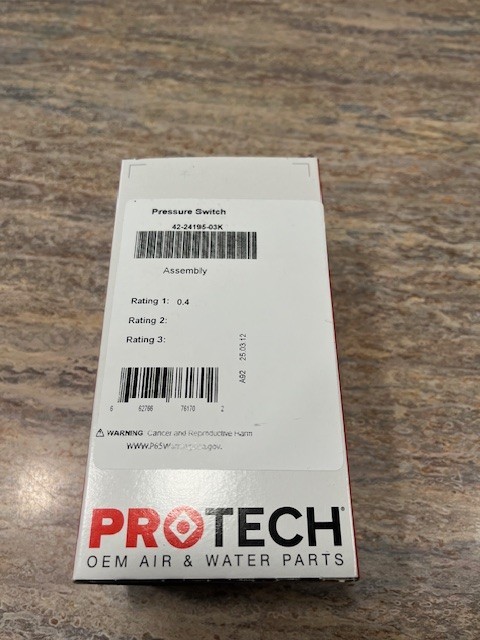 Pressure Switch
42-24195-03K
Assembly
Rating 1: 0.4
Rating 2:
Rating 3:
A92 25.03.12
6 62766 76170 2
WARNING Cancer and Reproductive Harm
PROTECH®
OEM AIR & WATER PARTS